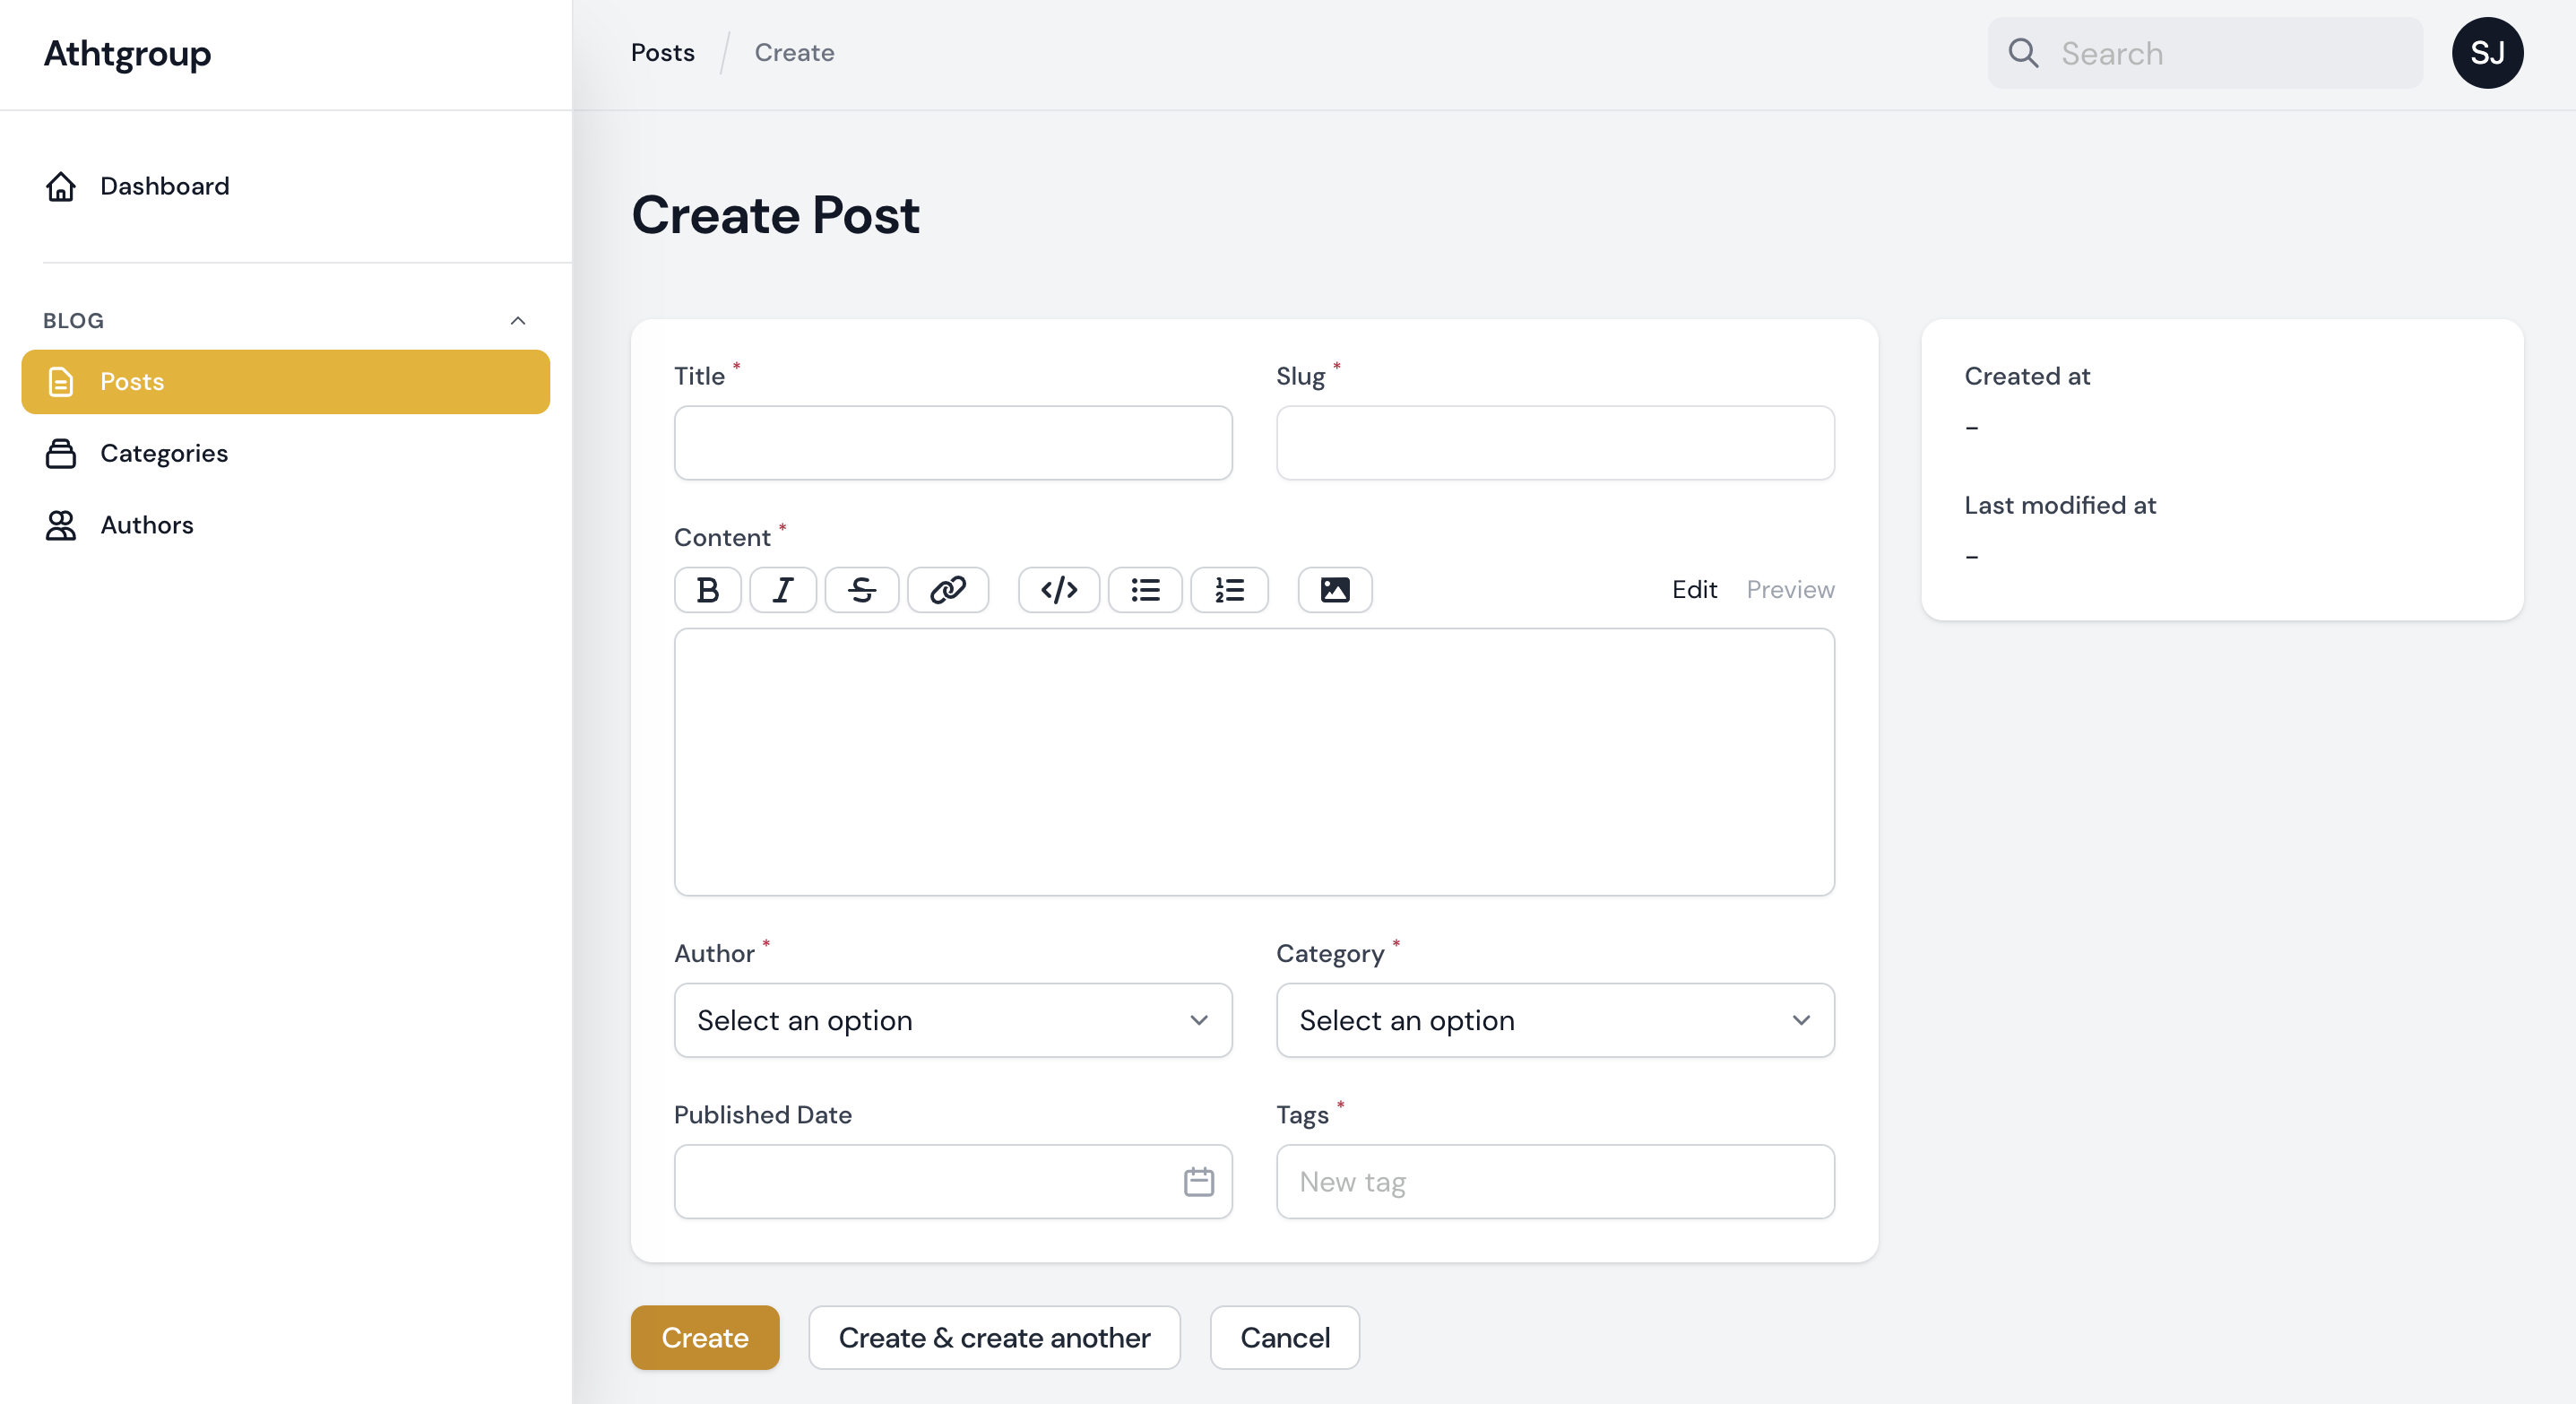 Athtgroup
Posts / Create
Search
SJ
Dashboard
BLOG
Posts
Categories
Authors
Create Post
Title *
Slug *
Content *
Edit Preview
Author *
Category *
Select an option
Select an option
Published Date
Tags *
New tag
Created at
-
Last modified at
-
Create
Create & create another
Cancel